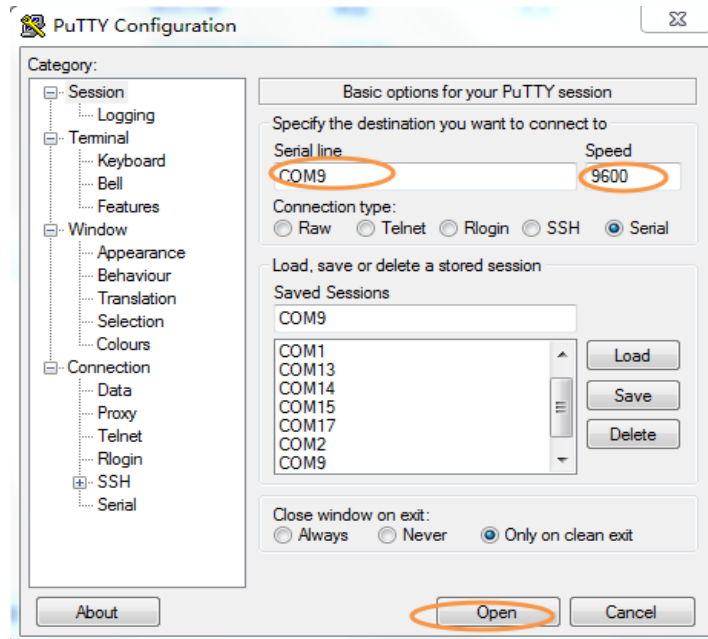 PuTTY Configuration
Category:
Session
Logging
Terminal
Keyboard
Bell
Features
Window
Appearance
Behaviour
Translation
Selection
Colours
Connection
Data
Proxy
Telnet
Rlogin
SSH
Serial
Basic options for your PuTTY session
Specify the destination you want to connect to
Serial line Speed
COM9 9600
Connection type:
Raw Telnet Rlogin SSH Serial
Load, save or delete a stored session
Saved Sessions
COM9
COM1
COM13
COM14
COM15
COM17
COM2
COM9
Load
Save
Delete
Close window on exit:
Always Never Only on clean exit
About Open Cancel